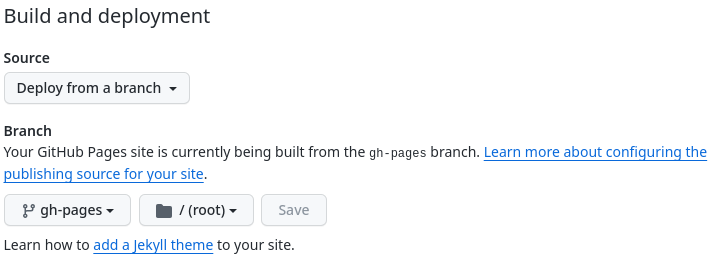 Build and deployment
Source
Deploy from a branch
Branch
Your GitHub Pages site is currently being built from the gh-pages branch. Learn more about configuring the
publishing source for your site.
gh-pages / (root) Save
Learn how to add a Jekyll theme to your site.